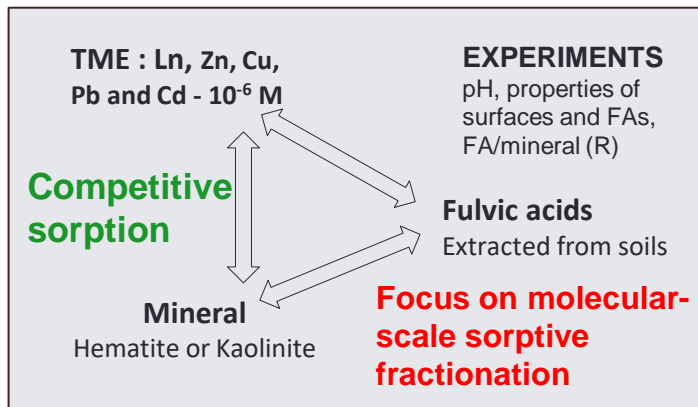 TME : Ln, Zn, Cu,
Pb and Cd - 10⁻⁶ M
EXPERIMENTS
pH, properties of
surfaces and FAs,
FA/mineral (R)
Competitive
sorption
Fulvic acids
Extracted from soils
Mineral
Hematite or Kaolinite
Focus on molecular-
scale sorptive
fractionation